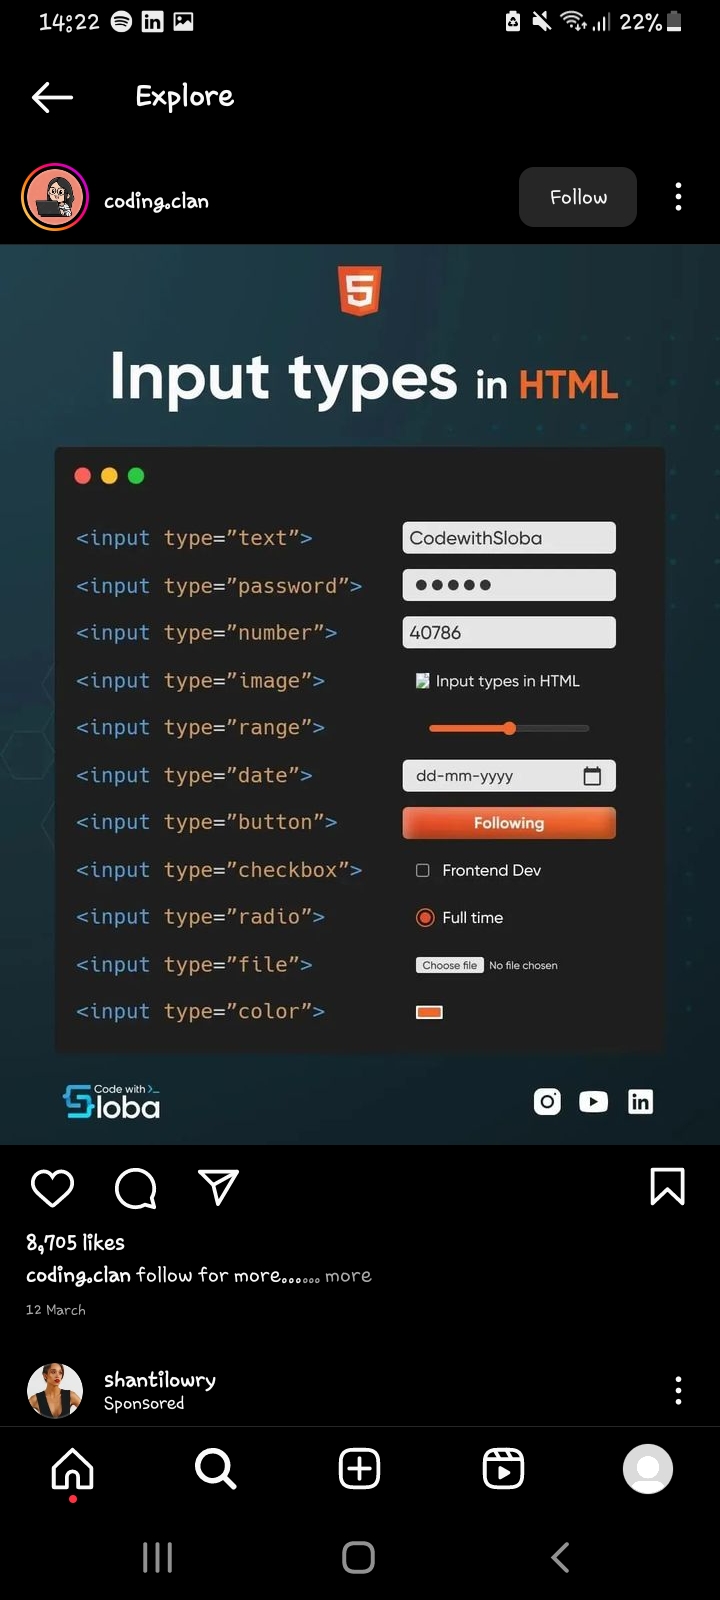 14:22 22%
Explore
coding.clan Follow
5
Input types in HTML
<input type=”text”> CodewithSloba
<input type=”password”> ●●●●●
<input type=”number”> 40786
<input type=”image”> Input types in HTML
<input type=”range”>
<input type=”date”> dd-mm-yyyy
<input type=”button”> Following
<input type=”checkbox”> Frontend Dev
<input type=”radio”> Full time
<input type=”file”> Choose file No file chosen
<input type=”color”>
Code with >_
Sloba in
8,705 likes
coding.clan follow for more...... more
12 March
shantilowry
Sponsored